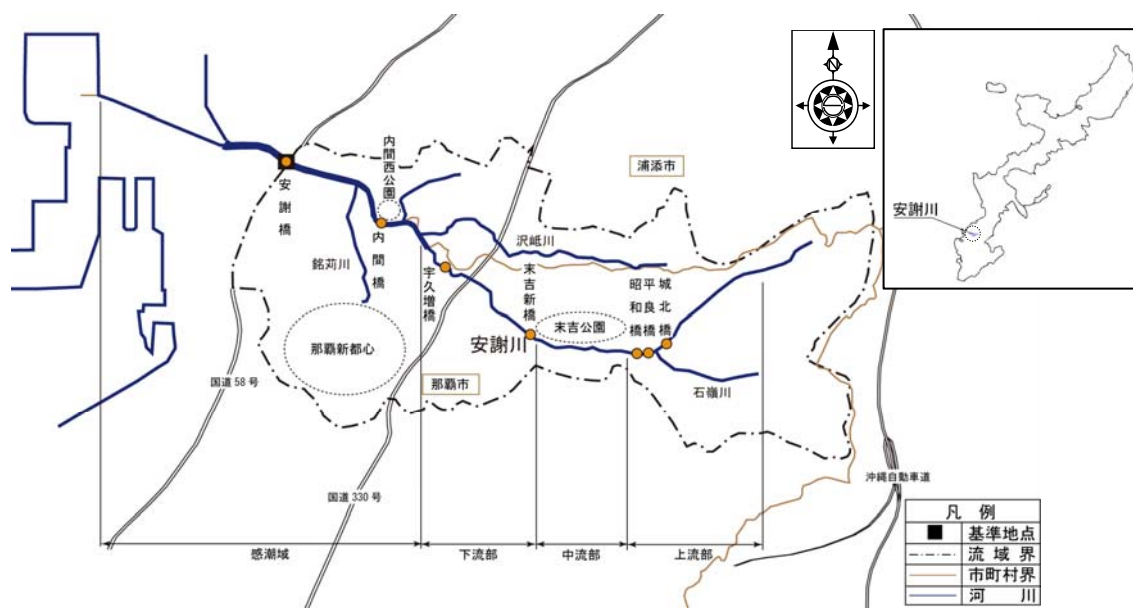 N
安謝川
浦添市
内間西公園
安謝橋
内間橋
銘苅川
宇久増橋
沢岻川
末吉新橋
昭和橋
平良橋
城北橋
末吉公園
安謝川
那覇新都心
那覇市
石嶺川
国道58号
国道330号
沖縄自動車道
感潮域
下流部
中流部
上流部
凡例
基準地点
流域界
市町村界
河川